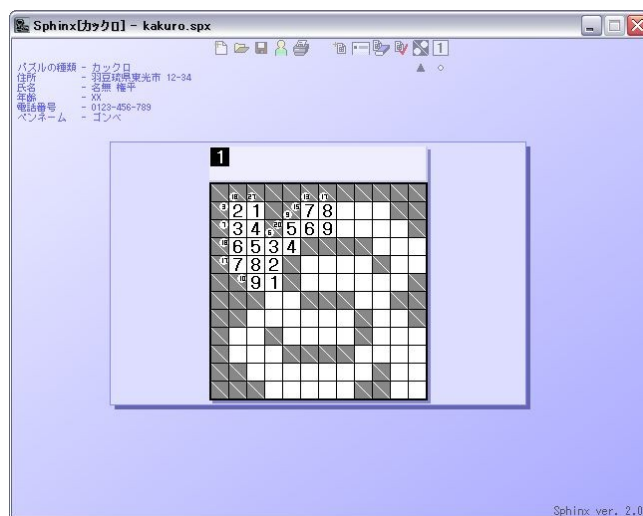 Sphinx[カックロ] - kakuro.spx
パズルの種類 - カックロ
住所 - 羽豆琉県東光市 12-34
氏名 - 名無 権平
年齢 - XX
電話番号 - 0123-456-789
ペンネーム - ゴンベ
1
1
2 1 7 8
3 4 5 6 9
6 5 3 4
7 8 2
9 1
Sphinx ver. 2.0